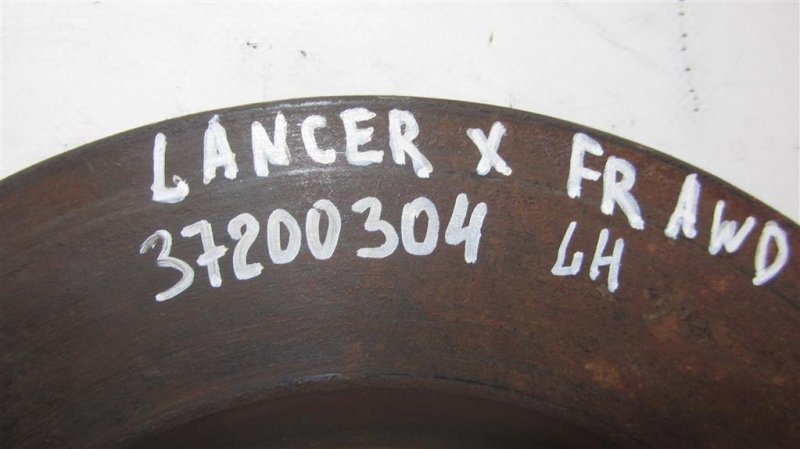 LANCER X FR AWD
37200304 LH